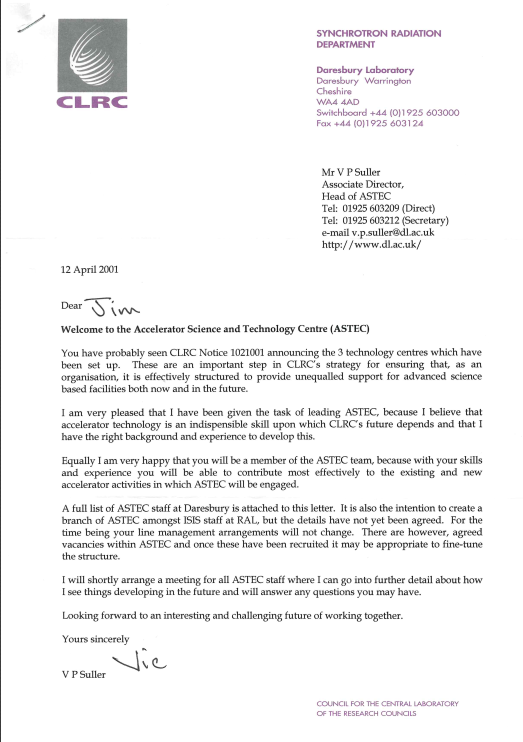 CLRC
SYNCHROTRON RADIATION
DEPARTMENT
Daresbury Laboratory
Daresbury Warrington
Cheshire
WA4 4AD
Switchboard +44 (0)1925 603000
Fax +44 (0)1925 603124
Mr V P Suller
Associate Director,
Head of ASTEC
Tel: 01925 603209 (Direct)
Tel: 01925 603212 (Secretary)
e-mail v.p.suller@dl.ac.uk
http://www.dl.ac.uk/
12 April 2001
Dear Jim
Welcome to the Accelerator Science and Technology Centre (ASTEC)
You have probably seen CLRC Notice 1021001 announcing the 3 technology centres which have
been set up. These are an important step in CLRC's strategy for ensuring that, as an
organisation, it is effectively structured to provide unequalled support for advanced science
based facilities both now and in the future.
I am very pleased that I have been given the task of leading ASTEC, because I believe that
accelerator technology is an indispensible skill upon which CLRC's future depends and that I
have the right background and experience to develop this.
Equally I am very happy that you will be a member of the ASTEC team, because with your skills
and experience you will be able to contribute most effectively to the existing and new
accelerator activities in which ASTEC will be engaged.
A full list of ASTEC staff at Daresbury is attached to this letter. It is also the intention to create a
branch of ASTEC amongst ISIS staff at RAL, but the details have not yet been agreed. For the
time being your line management arrangements will not change. There are however, agreed
vacancies within ASTEC and once these have been recruited it may be appropriate to fine-tune
the structure.
I will shortly arrange a meeting for all ASTEC staff where I can go into further detail about how
I see things developing in the future and will answer any questions you may have.
Looking forward to an interesting and challenging future of working together.
Yours sincerely
Vic
V P Suller
COUNCIL FOR THE CENTRAL LABORATORY
OF THE RESEARCH COUNCILS